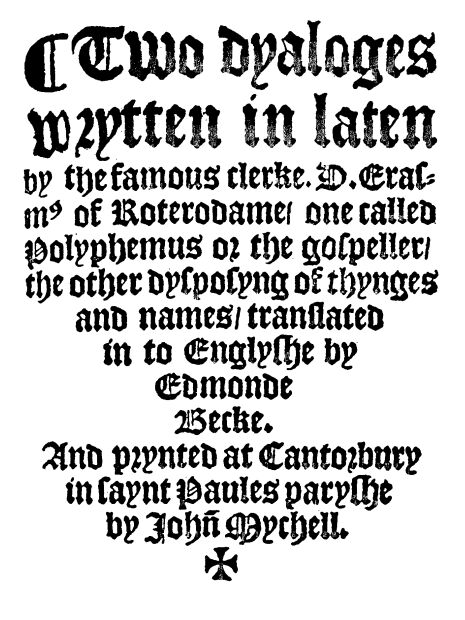 ¶Two dyaloges
wrytten in laten
by the famous clerke. D. Eraſ⸗
mꝰ of Roterodame/ one called
Polyphemus or the goſpeller/
the other dyſpoſyng of thynges
and names/ tranſlated
in to Englyſhe by
Edmonde
Becke.
And prynted at Cantorbury
in ſaynt Paules paryſhe
by Johñ Mychell.
✠